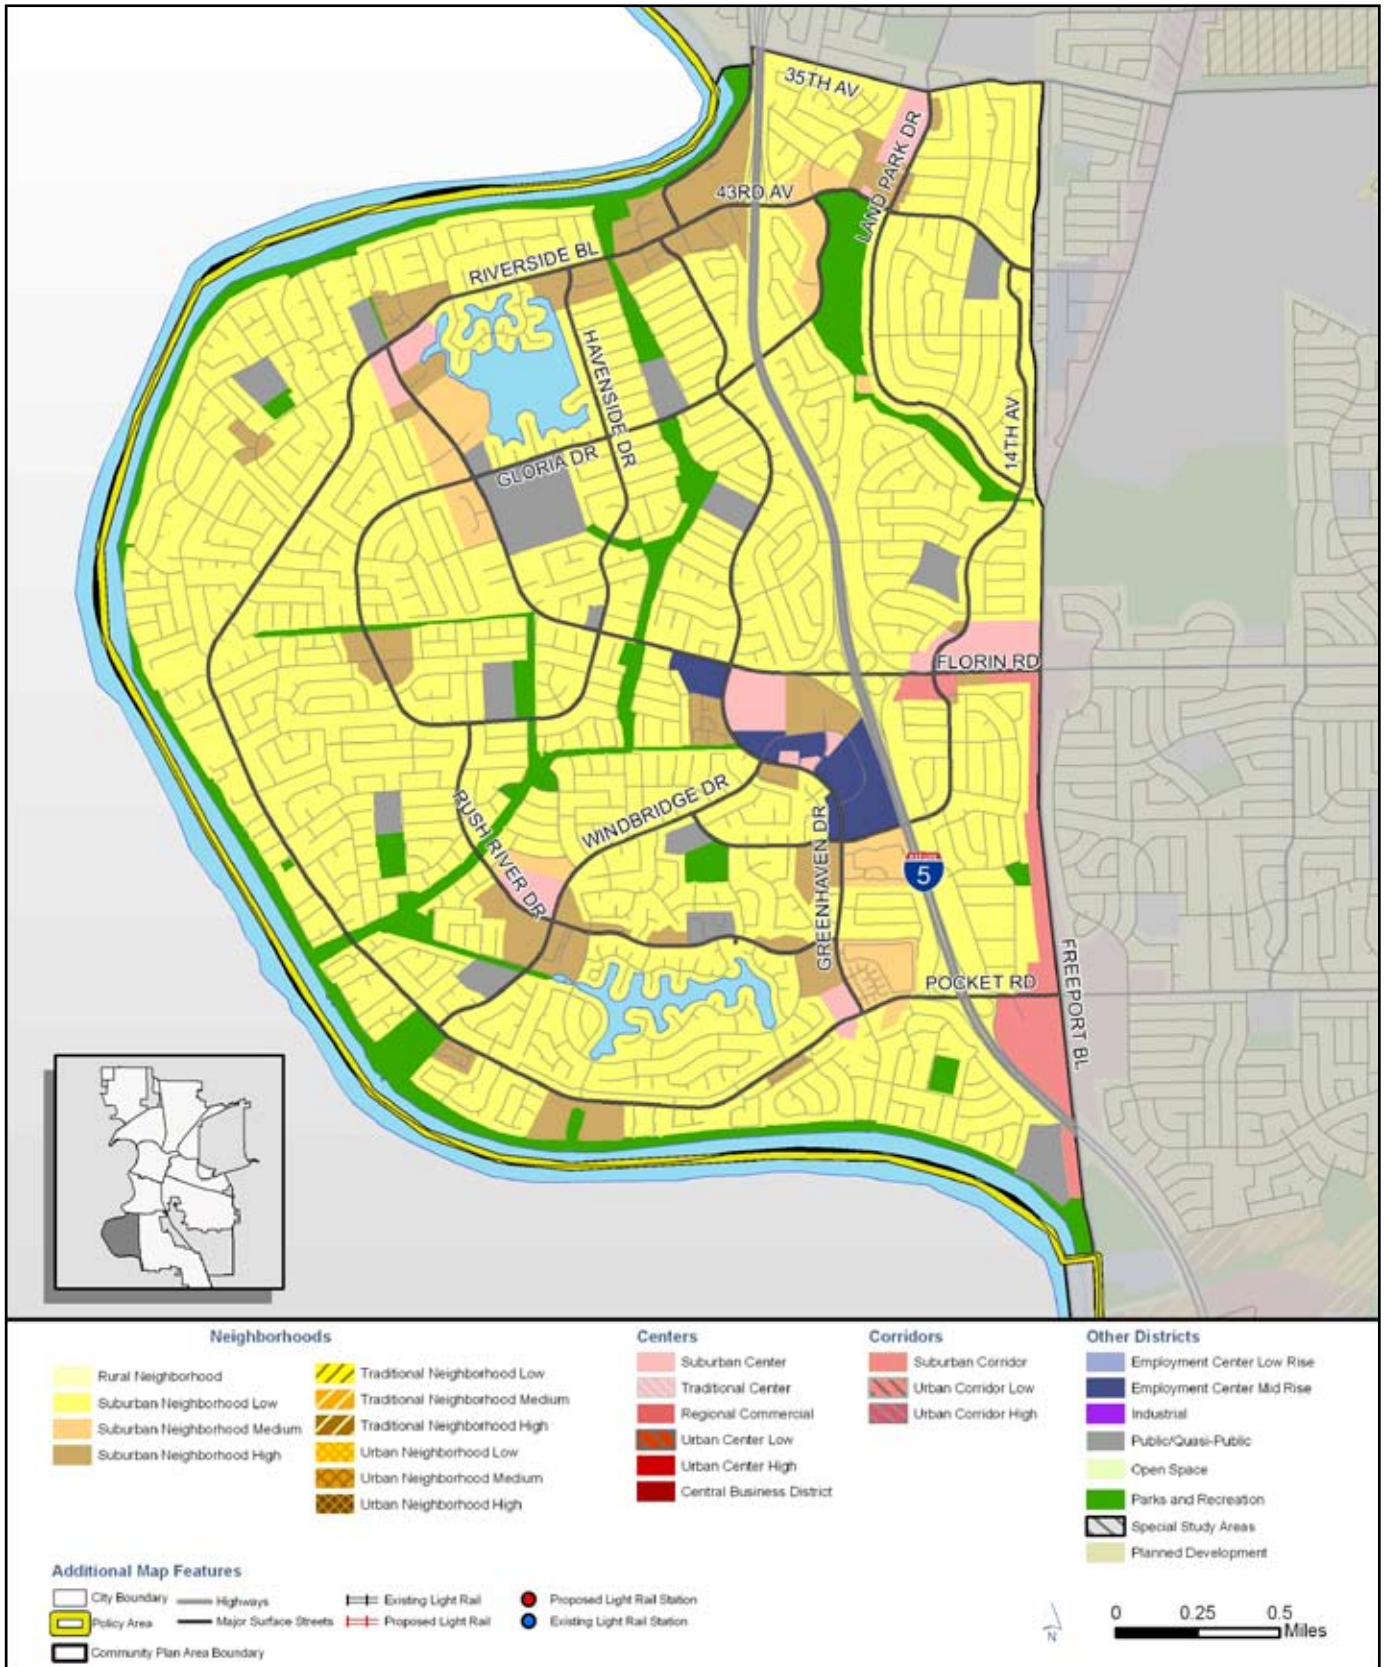 35TH AV
LAND PARK DR
43RD AV
RIVERSIDE BL
HAVENSIDE DR
GLORIA DR
14TH AV
FLORIN RD
WINDBRIDGE DR
RUSH RIVER DR
GREENHAVEN DR
5
POCKET RD
FREEPORT BL
Neighborhoods
Rural Neighborhood
Suburban Neighborhood Low
Suburban Neighborhood Medium
Suburban Neighborhood High
Traditional Neighborhood Low
Traditional Neighborhood Medium
Traditional Neighborhood High
Urban Neighborhood Low
Urban Neighborhood Medium
Urban Neighborhood High
Centers
Suburban Center
Traditional Center
Regional Commercial
Urban Center Low
Urban Center High
Central Business District
Corridors
Suburban Corridor
Urban Corridor Low
Urban Corridor High
Other Districts
Employment Center Low Rise
Employment Center Mid Rise
Industrial
Public/Quasi-Public
Open Space
Parks and Recreation
Special Study Areas
Planned Development
Additional Map Features
City Boundary
Policy Area
Community Plan Area Boundary
Highways
Major Surface Streets
Existing Light Rail
Proposed Light Rail
Proposed Light Rail Station
Existing Light Rail Station
N
0 0.25 0.5
Miles